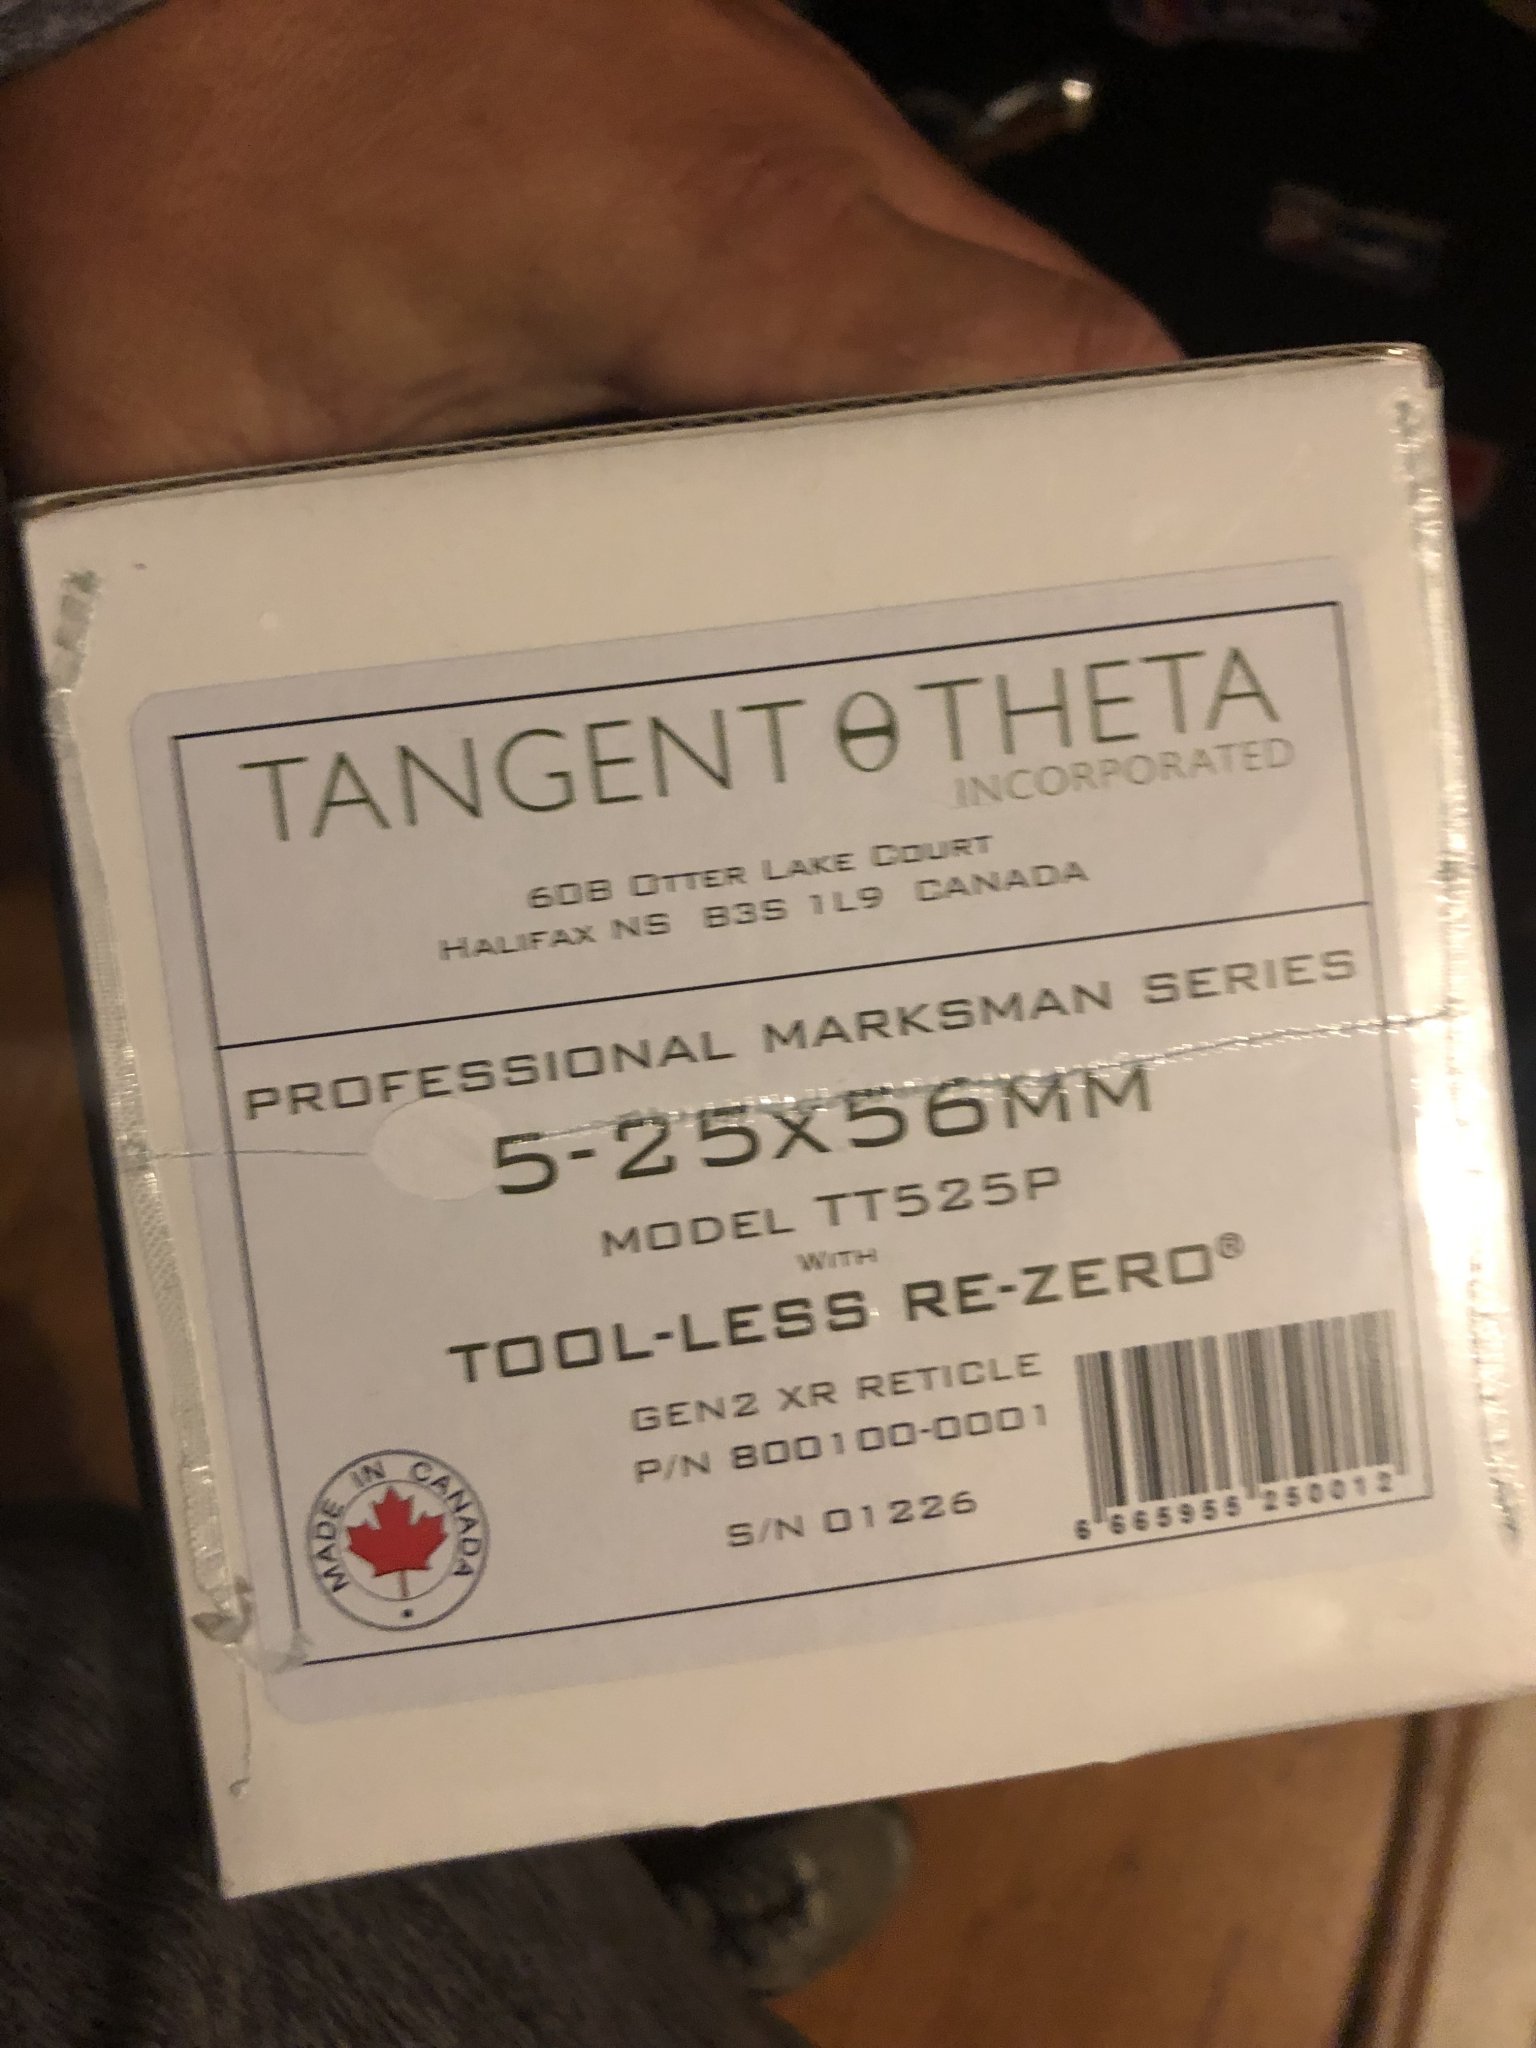 TANGENT θ THETA
INCORPORATED
608 OTTER LAKE COURT
HALIFAX NS B3S 1L9 CANADA
PROFESSIONAL MARKSMAN SERIES
5-25x56MM
MODEL TT525P
WITH
TOOL-LESS RE-ZERO®
GEN2 XR RETICLE
P/N 800100-0001
S/N 01226
MADE IN CANADA
6 665955 250012